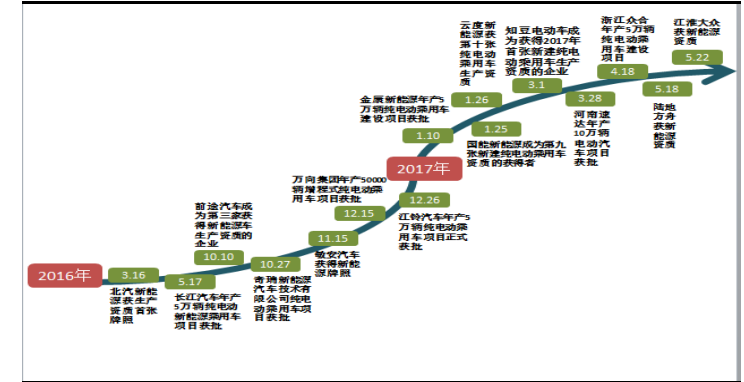 2016年
3.16
北汽新能
源获生产
资质首张
牌照
5.17
长江汽车年产
5万辆纯电动
新能源乘用车
项目获批
前途汽车成
为第三家获
得新能源车
生产资质的
企业
10.10
10.27
奇瑞新能源
汽车技术有
限公司纯电
动乘用车项
目获批
11.15
敏安汽车
获得新能
源牌照
万向集团年产50000
辆增程式纯电动乘
用车项目获批
12.15
12.26
江铃汽车年产5
万辆纯电动乘
用车项目正式
获批
2017年
金康新能源年产5
万辆纯电动乘用车
建设项目获批
1.10
1.25
国能新能源成为第九
张新建纯电动乘用车
资质的获得者
云度新
能源获
第十张
纯电动
乘用车
生产资
质
1.26
知豆电动车成
为获得2017年
首张新建纯电
动乘用车生产
资质的企业
3.1
3.28
河南速
达年产
10万辆
电动汽
车项目
获批
浙江众合
年产5万辆
纯电动乘
用车建设
项目
4.18
5.18
陆地
方舟
获新
能源
资质
江淮大众
获新能源
资质
5.22